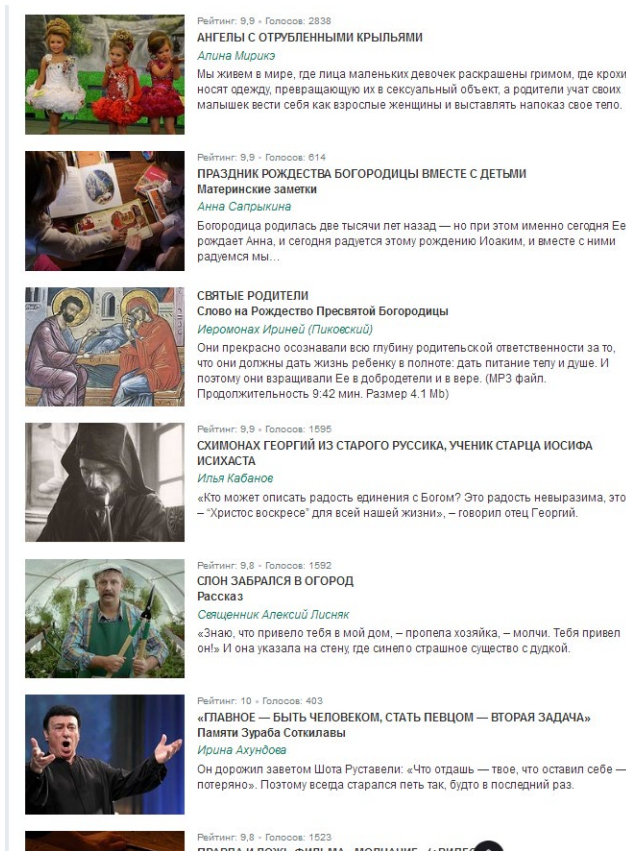 Рейтинг: 9,9 • Голосов: 2838
АНГЕЛЫ С ОТРУБЛЕННЫМИ КРЫЛЬЯМИ
Алина Мирикэ
Мы живем в мире, где лица маленьких девочек раскрашены гримом, где крохи
носят одежду, превращающую их в сексуальный объект, а родители учат своих
малышек вести себя как взрослые женщины и выставлять напоказ свое тело.
Рейтинг: 9,9 • Голосов: 614
ПРАЗДНИК РОЖДЕСТВА БОГОРОДИЦЫ ВМЕСТЕ С ДЕТЬМИ
Материнские заметки
Анна Сапрыкина
Богородица родилась две тысячи лет назад — но при этом именно сегодня Ее
рождает Анна, и сегодня радуется этому рождению Иоаким, и вместе с ними
радуемся мы…
СВЯТЫЕ РОДИТЕЛИ
Слово на Рождество Пресвятой Богородицы
Иеромонах Ириней (Пиковский)
Они прекрасно осознавали всю глубину родительской ответственности за то,
что они должны дать жизнь ребенку в полноте: дать питание телу и душе. И
поэтому они взращивали Ее в добродетели и в вере. (MP3 файл.
Продолжительность 9:42 мин. Размер 4.1 Mb)
Рейтинг: 9,9 • Голосов: 1595
СХИМОНАХ ГЕОРГИЙ ИЗ СТАРОГО РУССИКА, УЧЕНИК СТАРЦА ИОСИФА
ИСИХАСТА
Илья Кабанов
«Кто может описать радость единения с Богом? Это радость невыразима, это
– “Христос воскресе” для всей нашей жизни», – говорил отец Георгий.
Рейтинг: 9,8 • Голосов: 1592
СЛОН ЗАБРАЛСЯ В ОГОРОД
Рассказ
Священник Алексий Лисняк
«Знаю, что привело тебя в мой дом, – пропела хозяйка, – молчи. Тебя привел
он!» И она указала на стену, где синело страшное существо с дудкой.
Рейтинг: 10 • Голосов: 403
«ГЛАВНОЕ — БЫТЬ ЧЕЛОВЕКОМ, СТАТЬ ПЕВЦОМ — ВТОРАЯ ЗАДАЧА»
Памяти Зураба Соткилавы
Ирина Ахундова
Он дорожил заветом Шота Руставели: «Что отдашь — твое, что оставил себе —
потеряно». Поэтому всегда старался петь так, будто в последний раз.
Рейтинг: 9,8 • Голосов: 1523